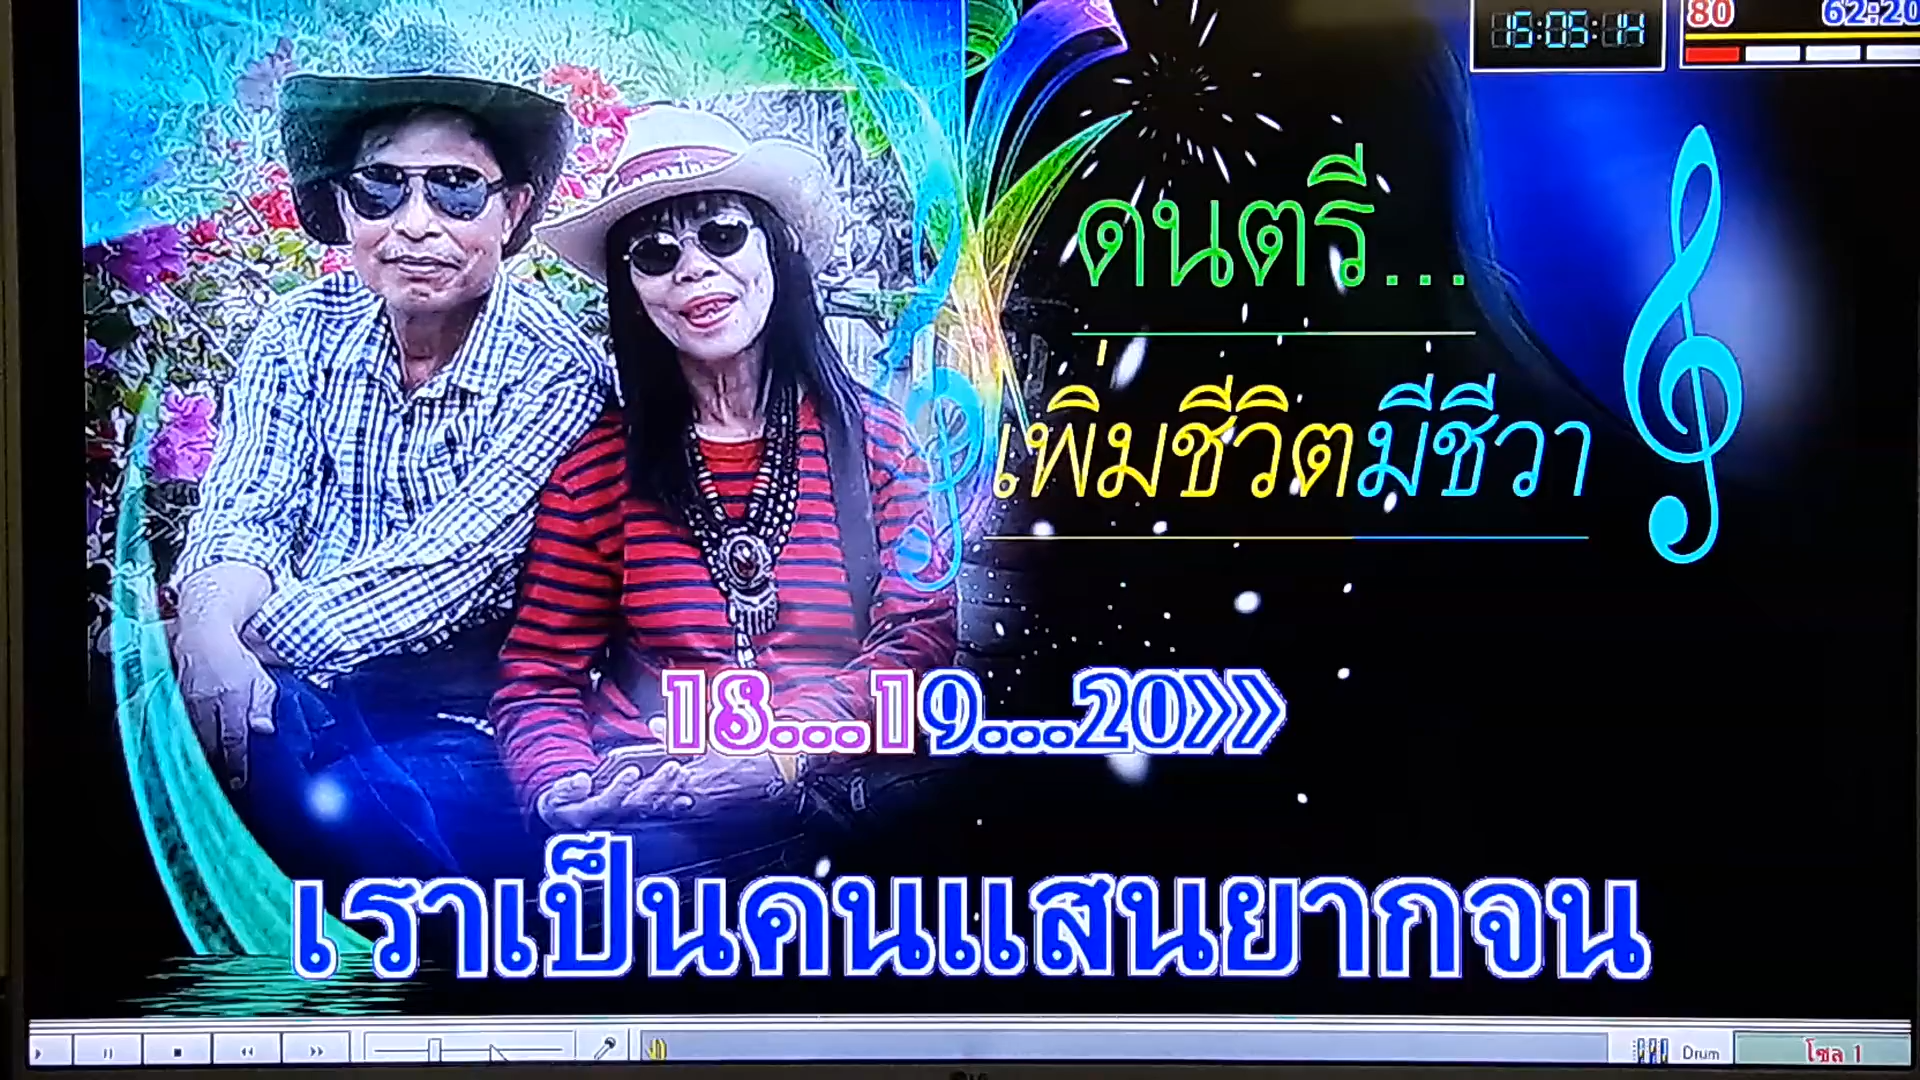 15:05:14
80 62:20
ดนตรี...
เพิ่มชีวิตมีชีวา
18...19...20》》
เราเป็นคนแสนยากจน
Drum โซล 1
LG